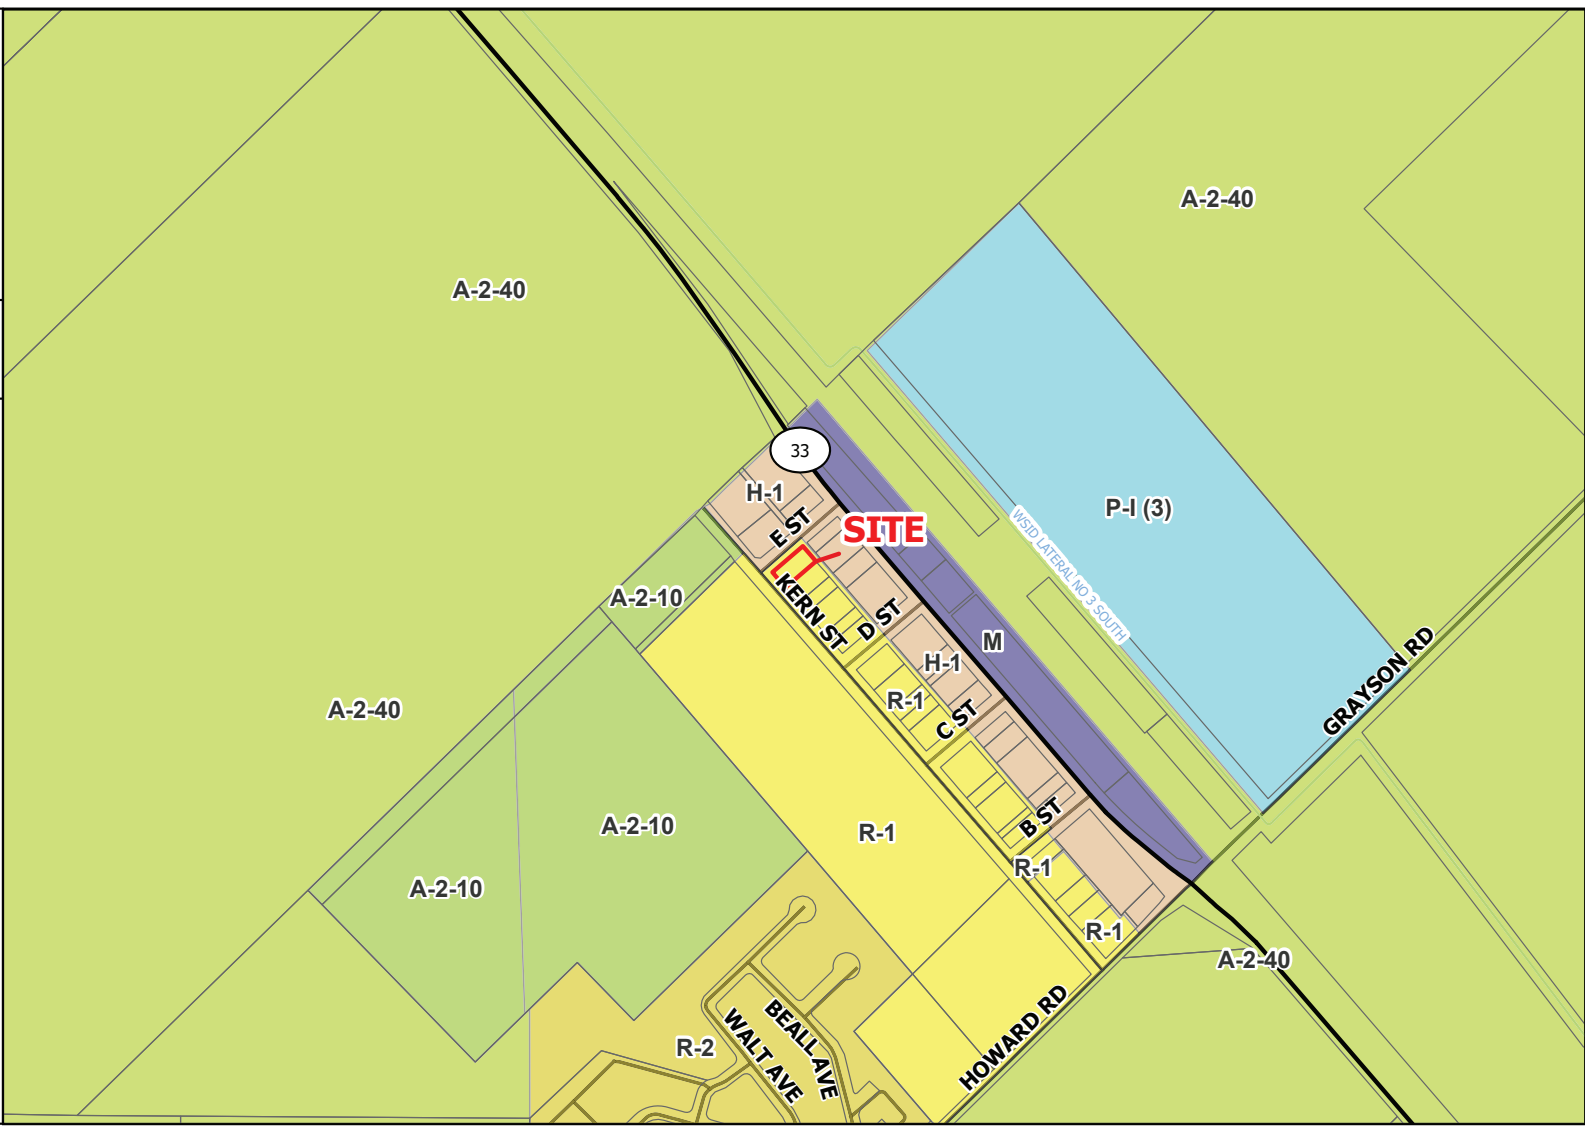 A-2-40
A-2-40
33
H-1
P-I (3)
E ST
SITE
WSID LATERAL NO 3 SOUTH
A-2-10
KERN ST
D ST
M
H-1
GRAYSON RD
R-1
A-2-40
C ST
A-2-10
R-1
B ST
R-1
A-2-10
R-1
A-2-40
HOWARD RD
BEALL AVE
WALT AVE
R-2